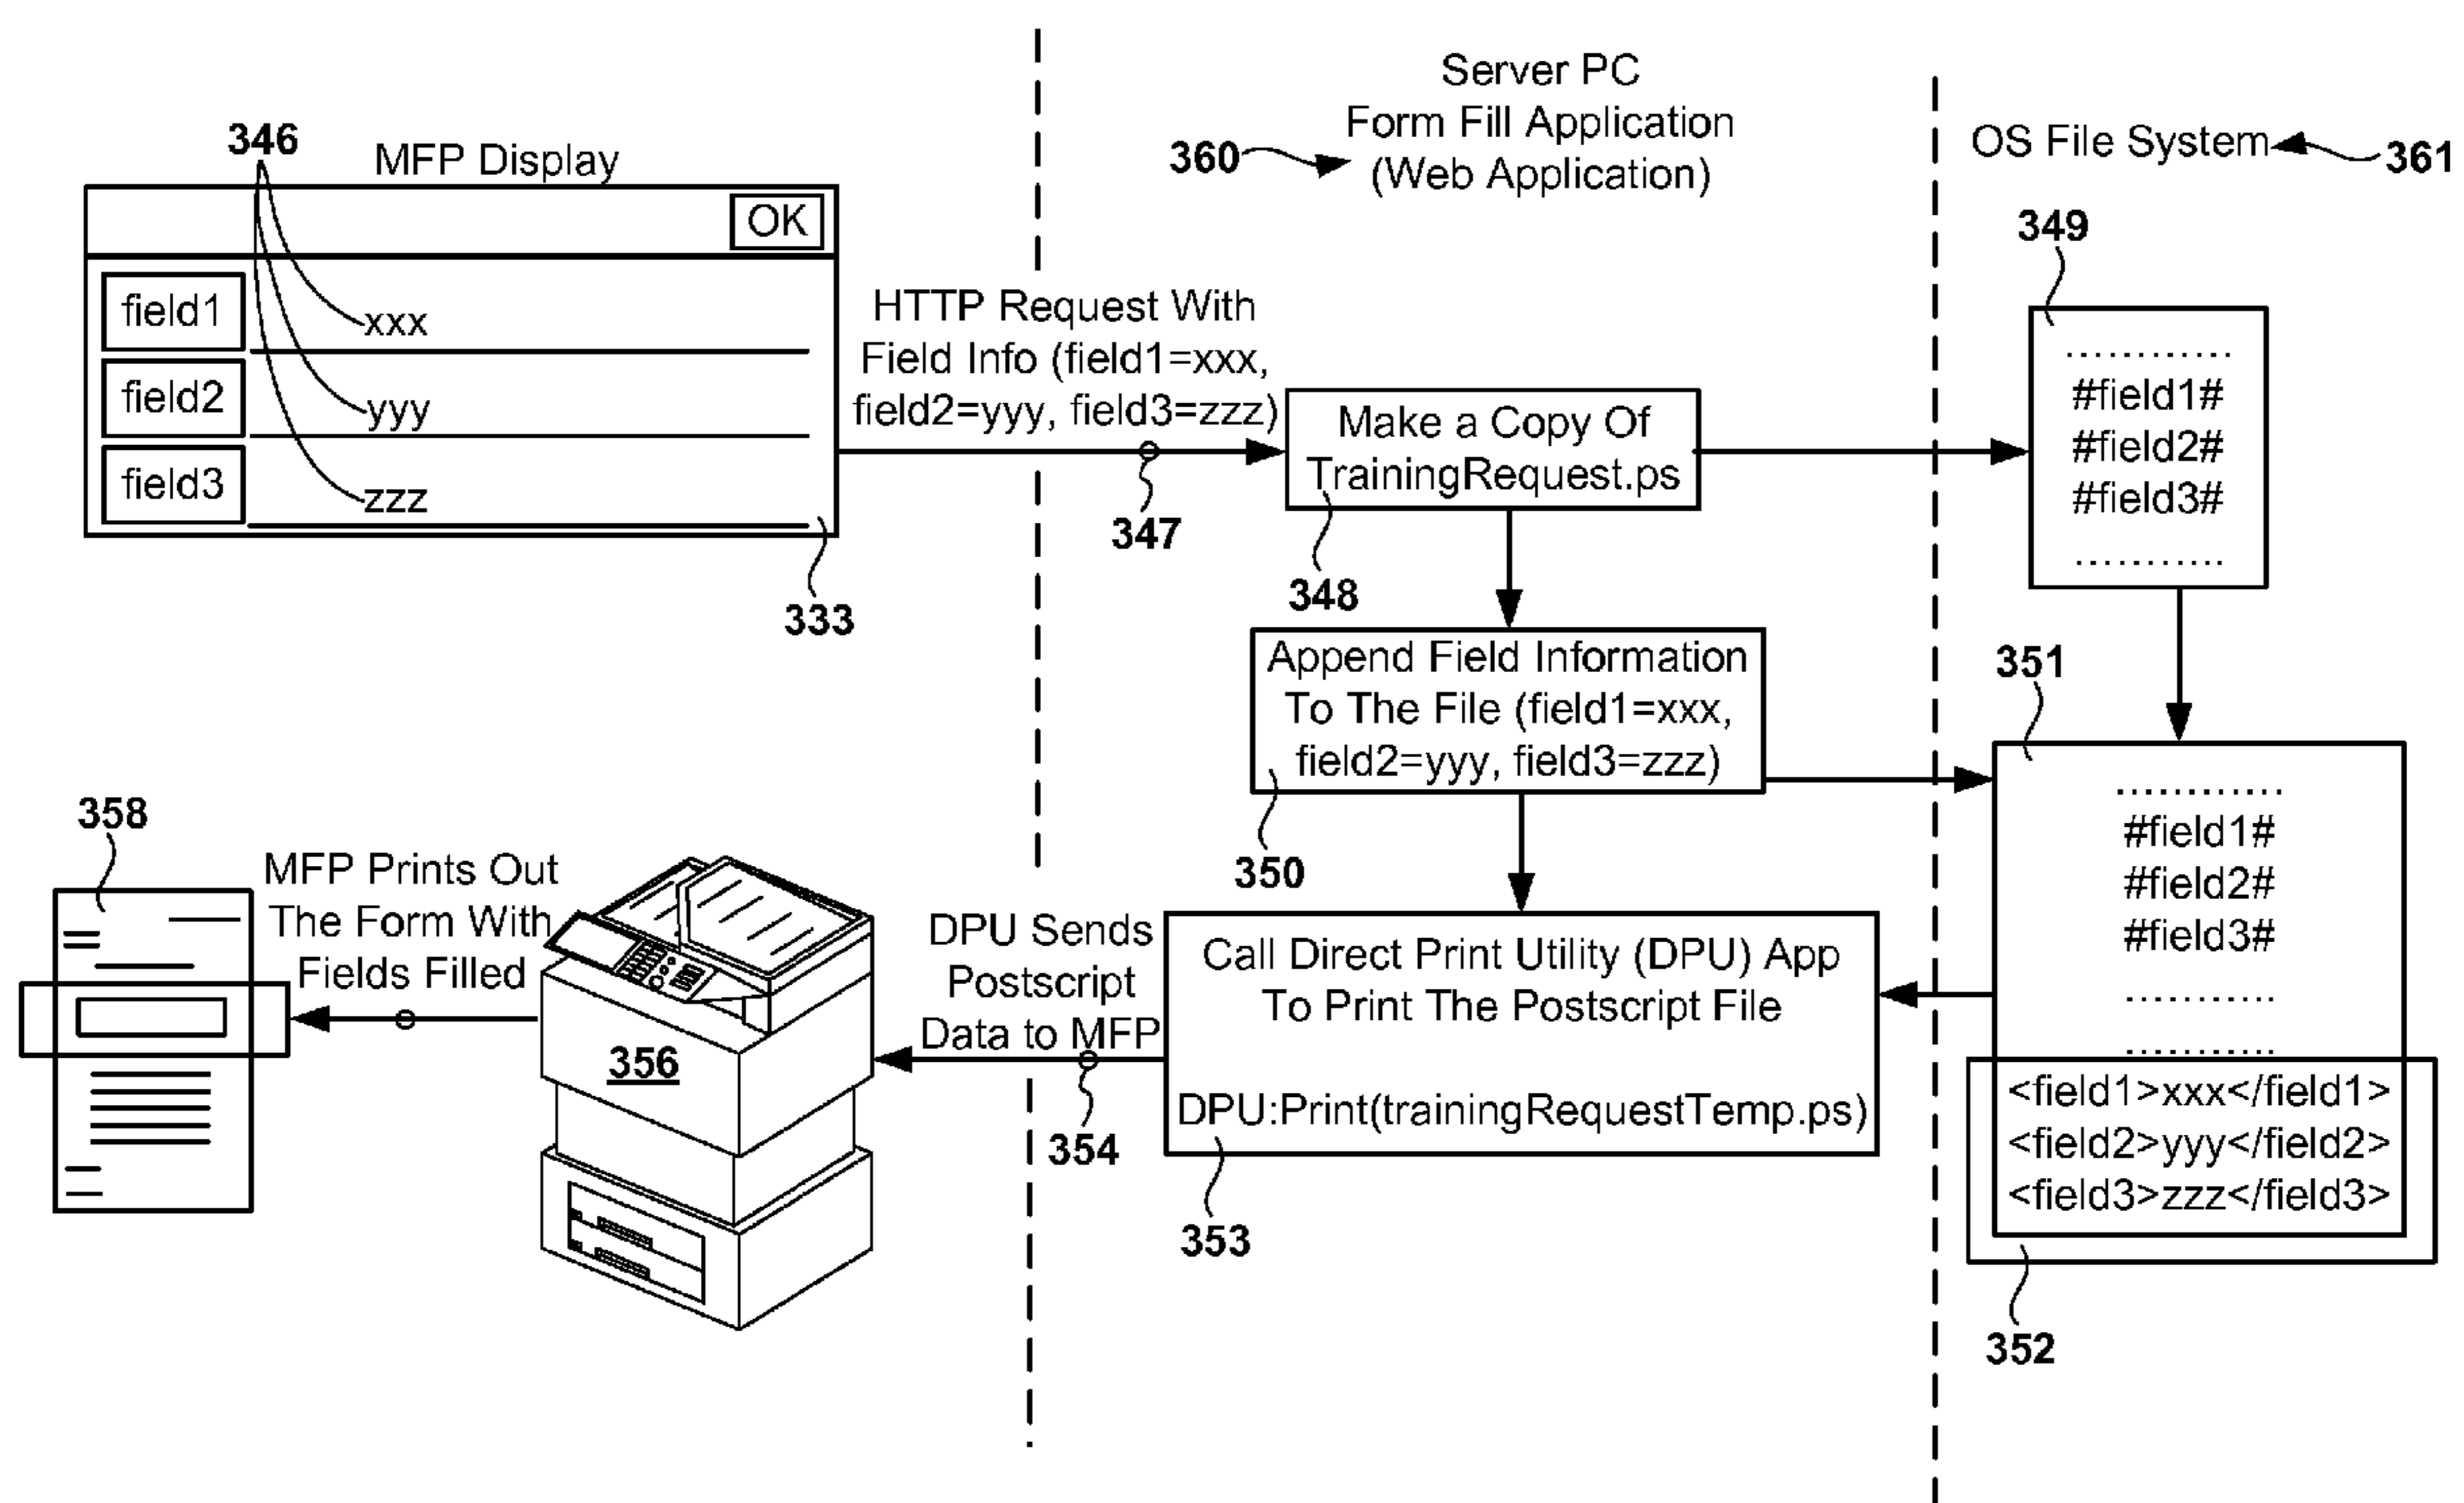 346
MFP Display
OK
field1
xxx
field2
yyy
field3
zzz
333
HTTP Request With
Field Info (field1=xxx,
field2=yyy, field3=zzz)
347
Server PC
Form Fill Application
(Web Application)
360
OS File System
361
Make a Copy Of
TrainingRequest.ps
348
349
............
#field1#
#field2#
#field3#
...........
Append Field Information
To The File (field1=xxx,
field2=yyy, field3=zzz)
350
351
............
#field1#
#field2#
#field3#
...........
...........
<field1>xxx</field1>
<field2>yyy</field2>
<field3>zzz</field3>
352
Call Direct Print Utility (DPU) App
To Print The Postscript File
DPU:Print(trainingRequestTemp.ps)
353
DPU Sends
Postscript
Data to MFP
354
356
MFP Prints Out
The Form With
Fields Filled
358